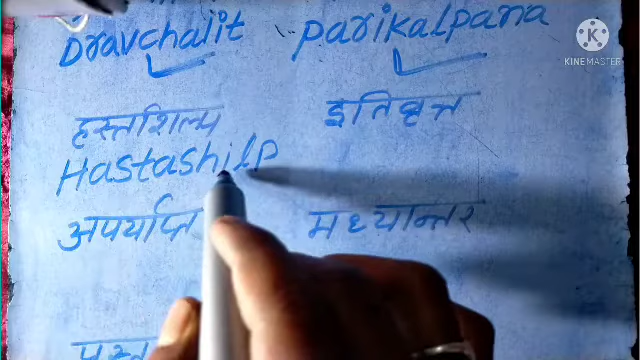 Dravchalit parikalpana
हस्तशिल्प इतिवृत्त
Hastashilp
अपर्याप्त मध्यान्तर
KINEMASTER